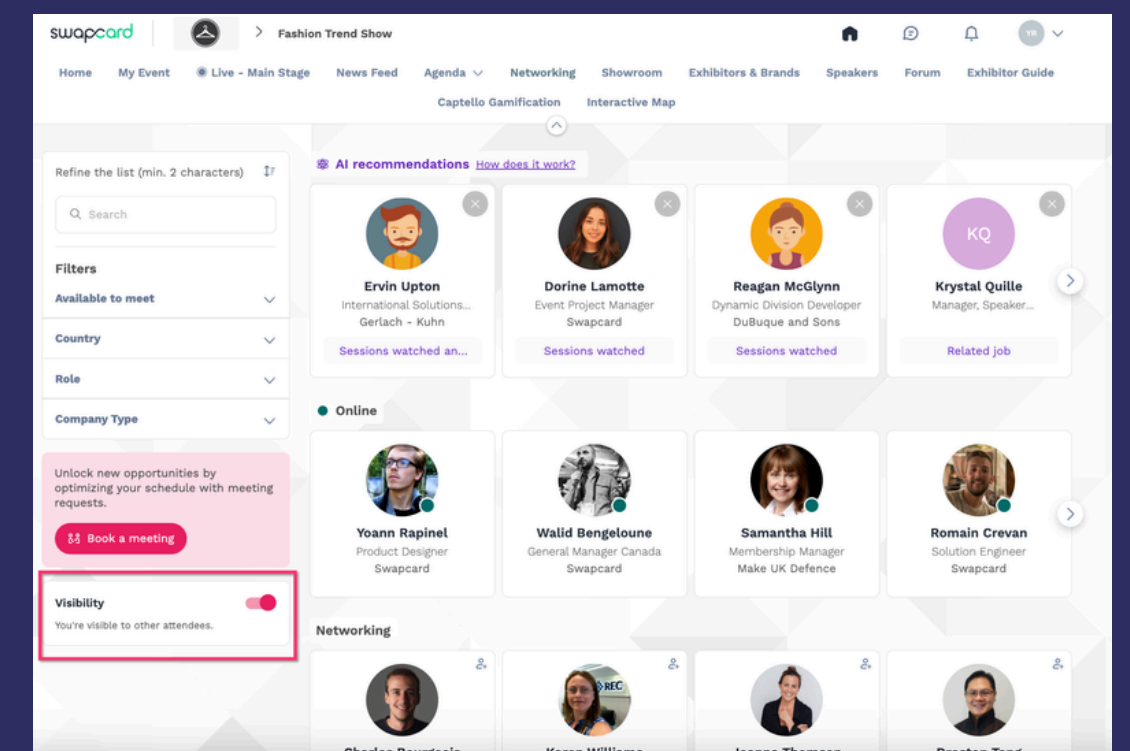 swapcard
Fashion Trend Show
YR
Home My Event Live - Main Stage News Feed Agenda Networking Showroom Exhibitors & Brands Speakers Forum Exhibitor Guide
Captello Gamification Interactive Map
Refine the list (min. 2 characters)
Search
Filters
Available to meet
Country
Role
Company Type
Unlock new opportunities by
optimizing your schedule with meeting
requests.
Book a meeting
Visibility
You're visible to other attendees.
AI recommendations How does it work?
KQ
Ervin Upton Dorine Lamotte Reagan McGlynn Krystal Quille
International Solutions... Event Project Manager Dynamic Division Developer Manager, Speaker...
Gerlach - Kuhn Swapcard DuBuque and Sons
Sessions watched an... Sessions watched Sessions watched Related job
Online
Yoann Rapinel Walid Bengeloune Samantha Hill Romain Crevan
Product Designer General Manager Canada Membership Manager Solution Engineer
Swapcard Swapcard Make UK Defence Swapcard
Networking
REC
Karen Williams